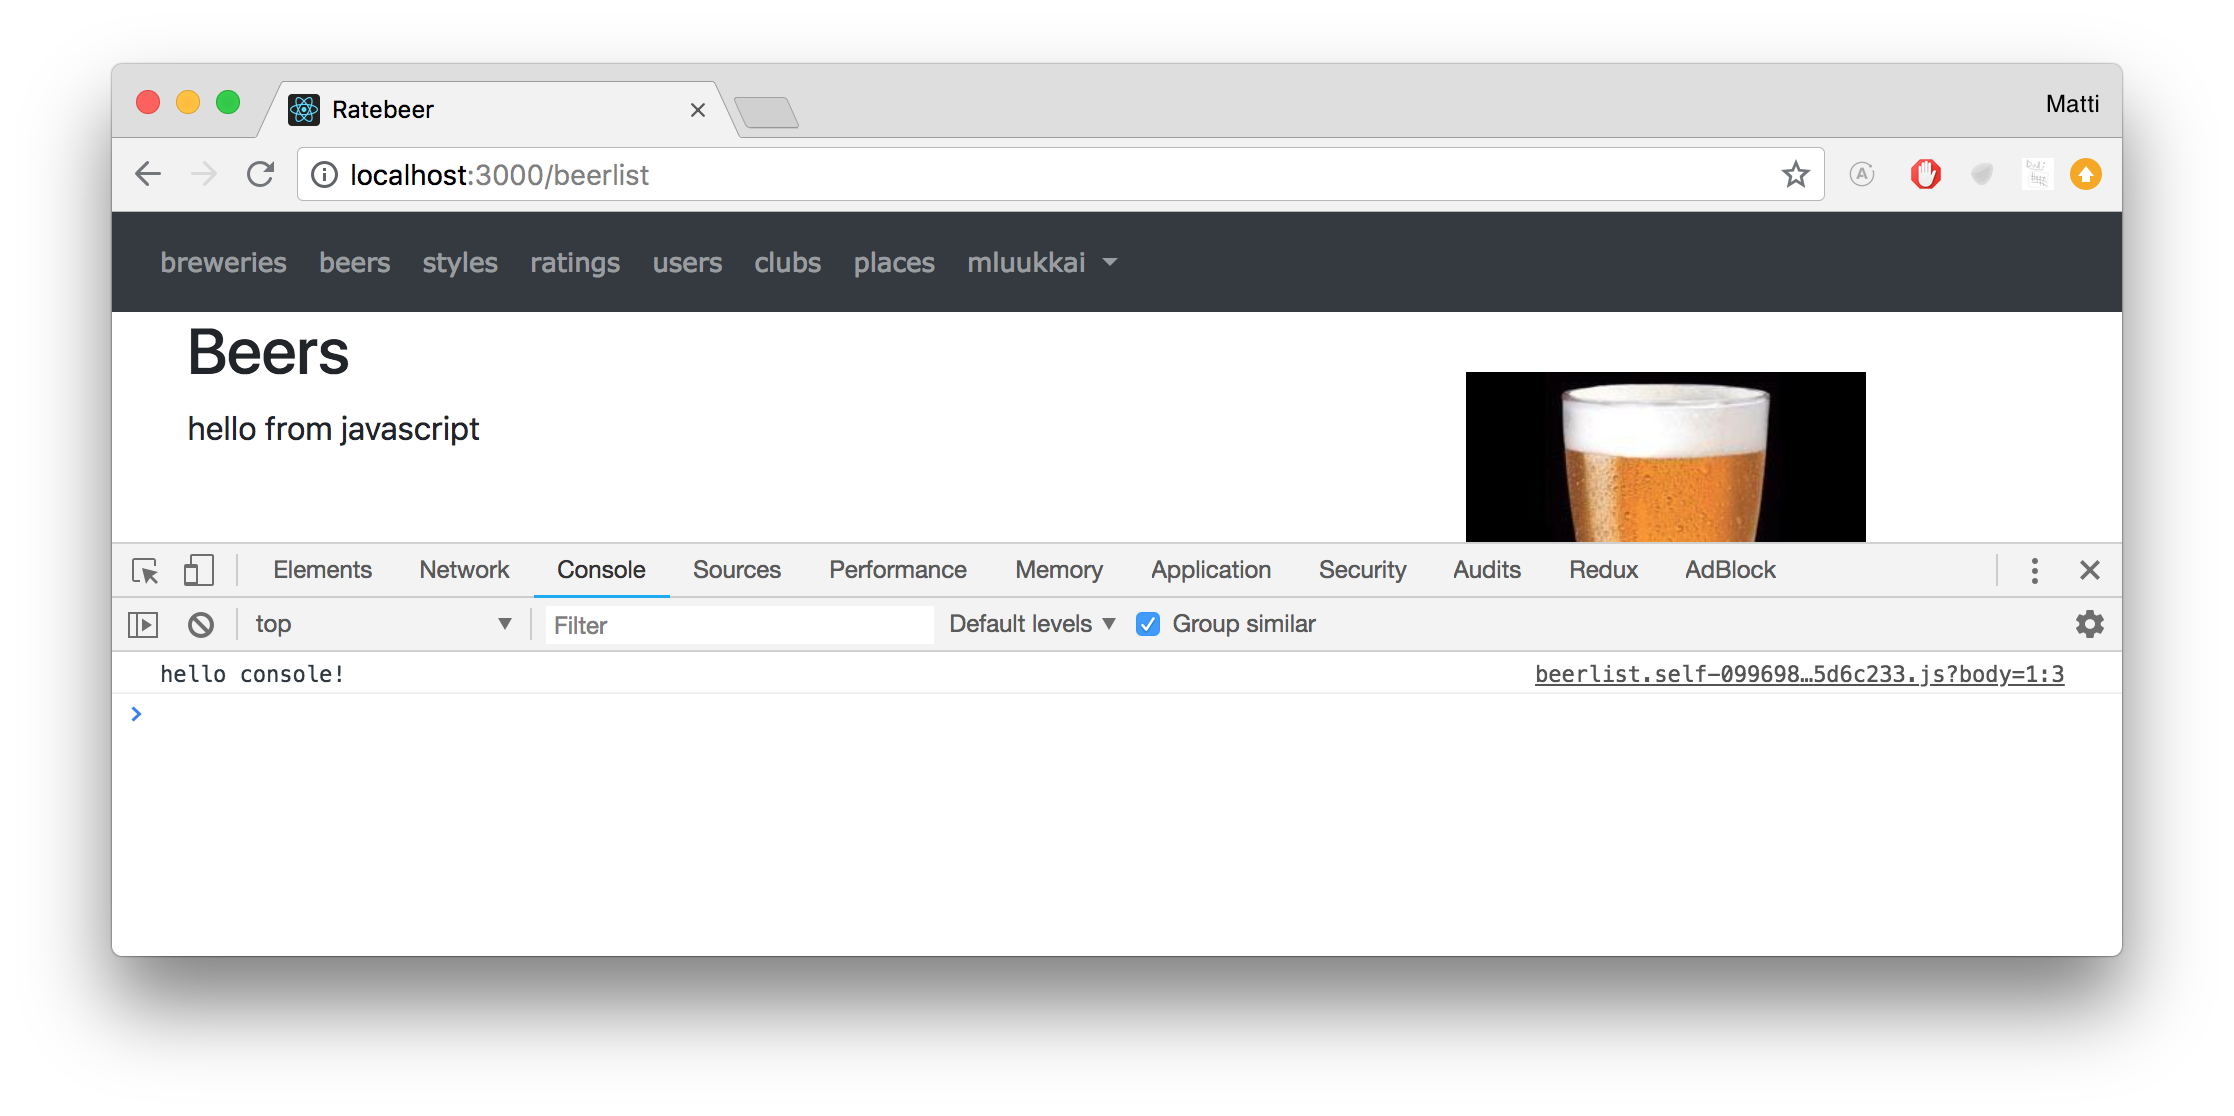 Ratebeer
Matti
localhost:3000/beerlist
breweries beers styles ratings users clubs places mluukkai
Beers
hello from javascript
Elements Network Console Sources Performance Memory Application Security Audits Redux AdBlock
top Filter Default levels Group similar
hello console! beerlist.self-099698…5d6c233.js?body=1:3